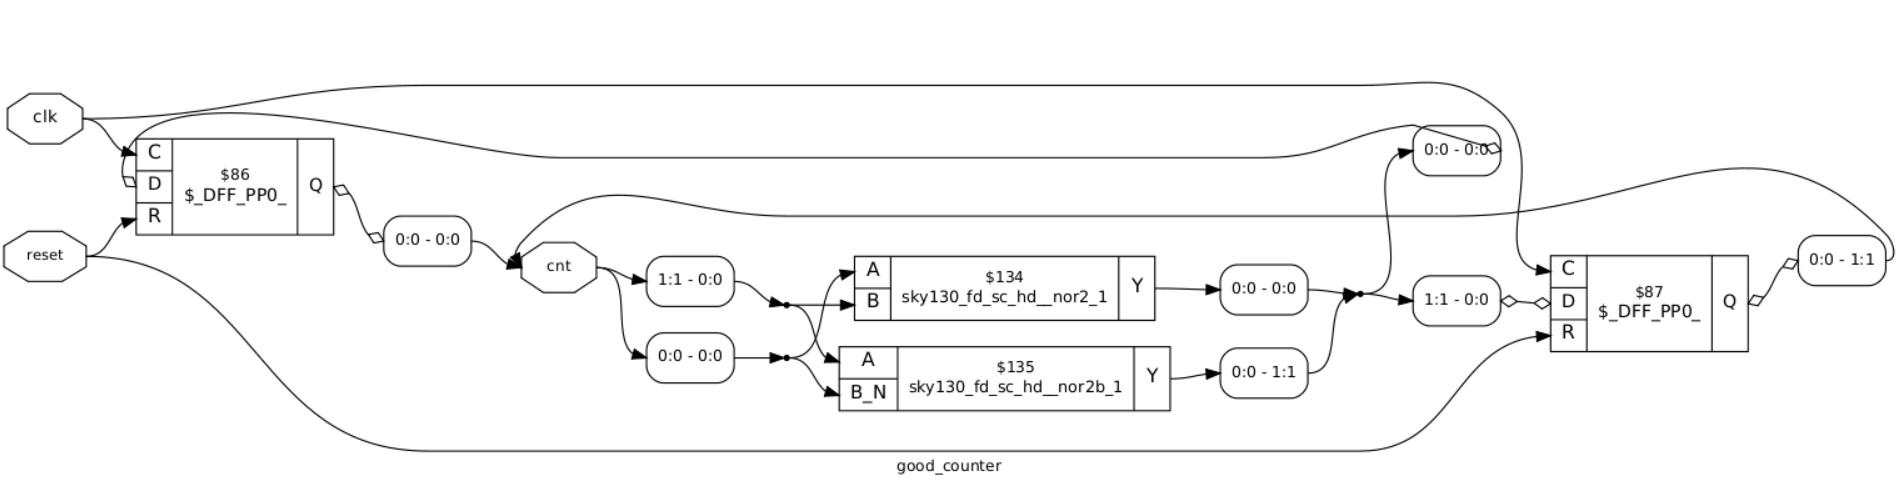 clk
reset
C
D
R
$86
$_DFF_PP0_
Q
0:0 - 0:0
cnt
1:1 - 0:0
0:0 - 0:0
A
B
$134
sky130_fd_sc_hd__nor2_1
Y
A
B_N
$135
sky130_fd_sc_hd__nor2b_1
Y
0:0 - 0:0
0:0 - 1:1
0:0 - 0:0
1:1 - 0:0
C
D
R
$87
$_DFF_PP0_
Q
0:0 - 1:1
good_counter